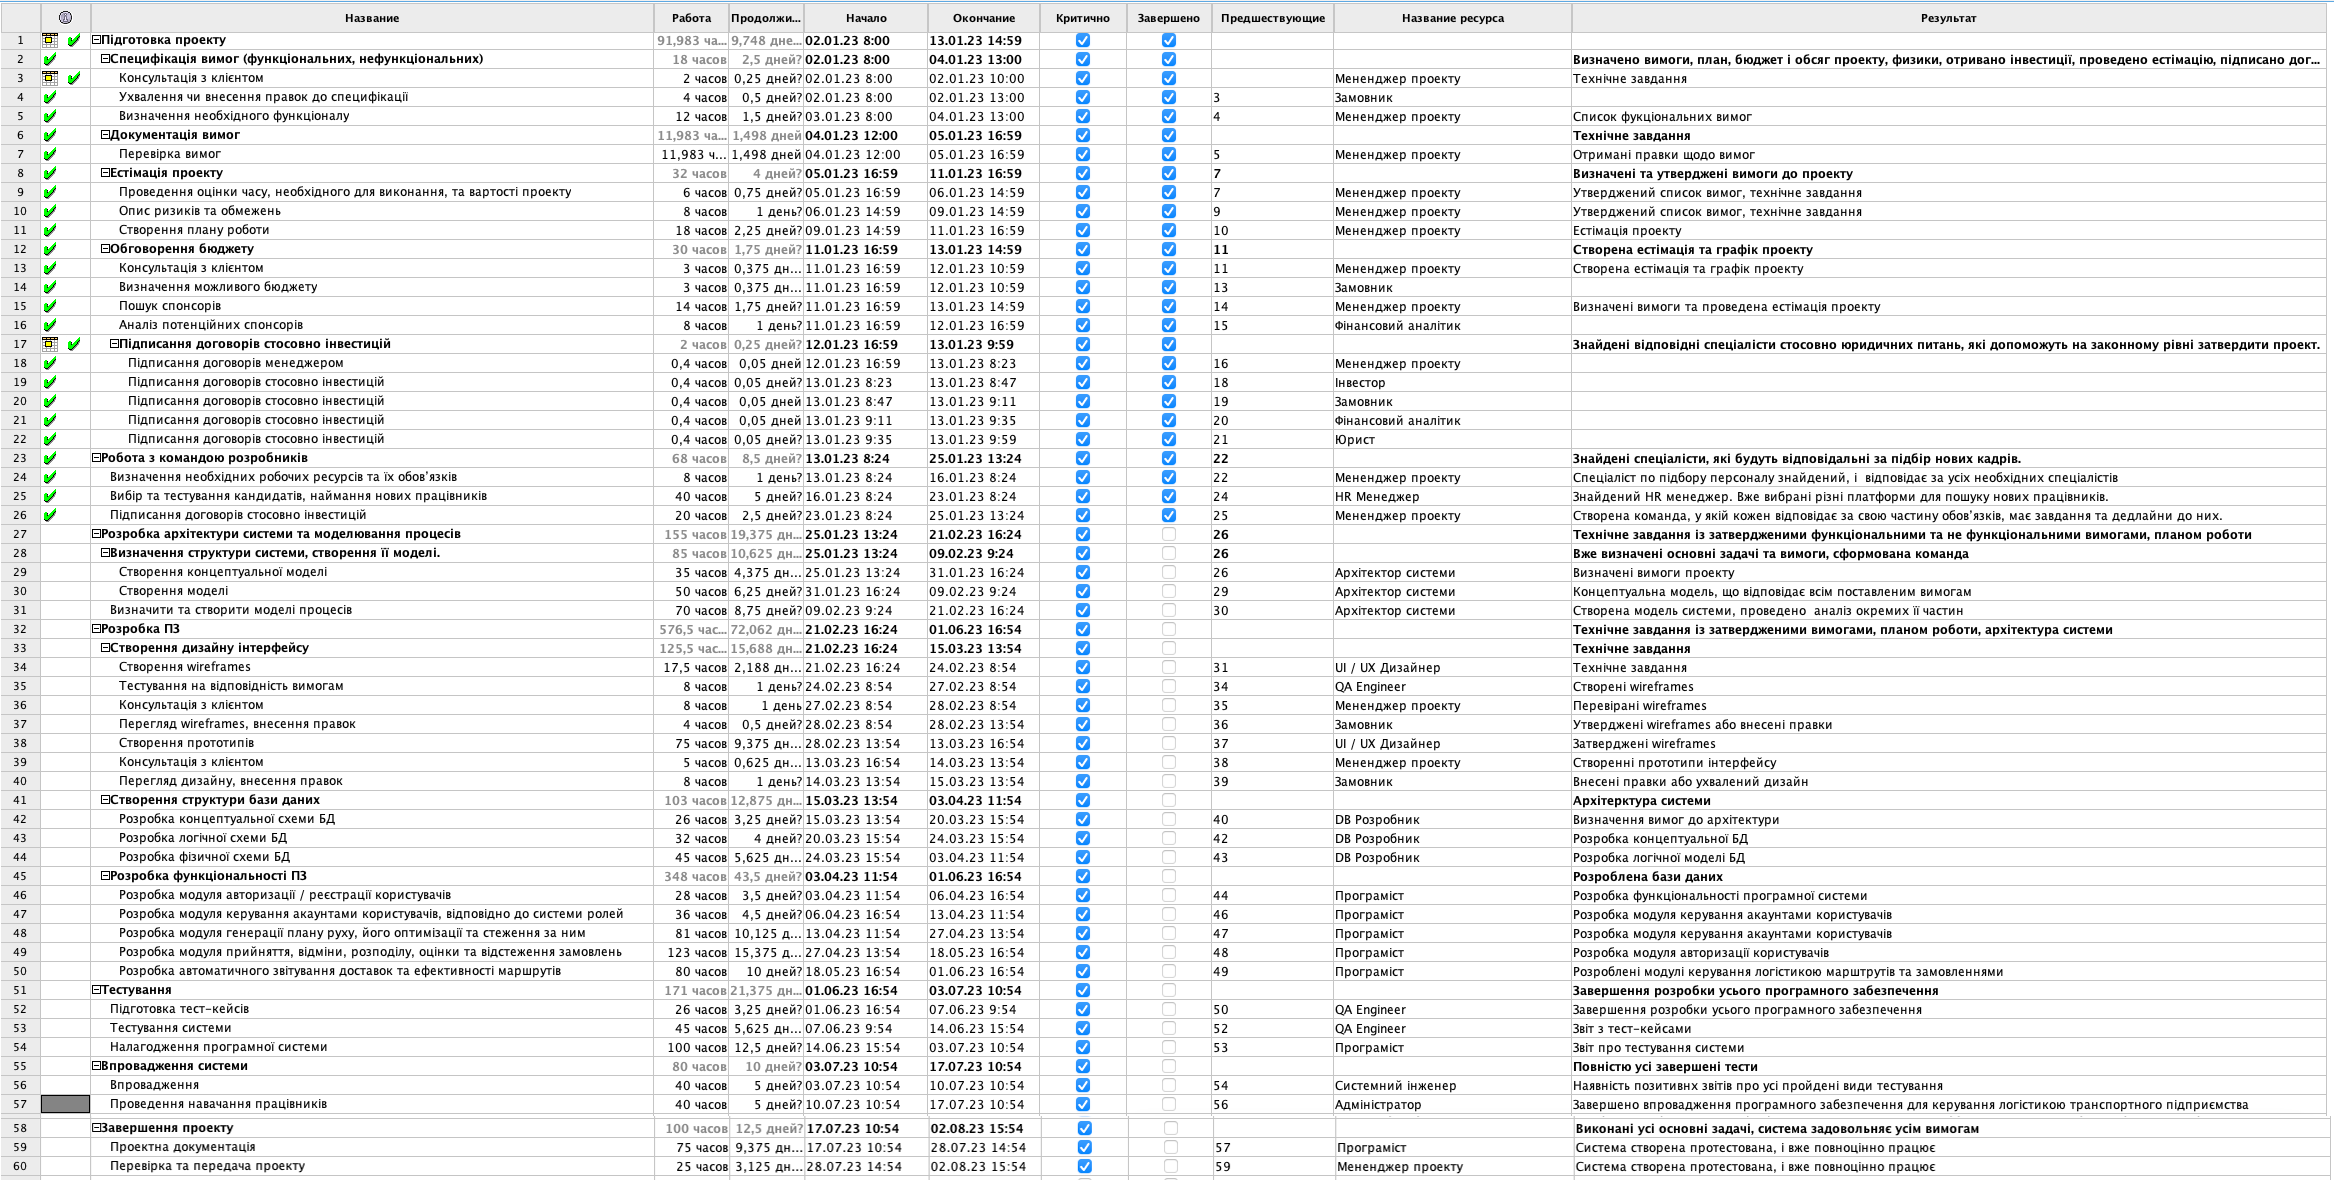 Название Работа Продолжи... Начало Окончание Критично Завершено Предшествующие Название ресурса Результат
1 Підготовка проекту 91,983 ча... 9,748 дне... 02.01.23 8:00 13.01.23 14:59
2 Специфікація вимог (функціональних, нефункціональних) 18 часов 2,5 дней? 02.01.23 8:00 04.01.23 13:00 Визначено вимоги, план, бюджет і обсяг проекту, физики, отривано інвестиції, проведено естімацію, підписано дог...
3 Консультація з клієнтом 2 часов 0,25 дней? 02.01.23 8:00 02.01.23 10:00 Мененджер проекту Технічне завдання
4 Ухвалення чи внесення правок до специфікації 4 часов 0,5 дней? 02.01.23 8:00 02.01.23 13:00 3 Замовник
5 Визначення необхідного функціоналу 12 часов 1,5 дней? 03.01.23 8:00 04.01.23 13:00 4 Мененджер проекту Список фукціональних вимог
6 Документація вимог 11,983 ча... 1,498 дней 04.01.23 12:00 05.01.23 16:59 Технічне завдання
7 Перевірка вимог 11,983 ч... 1,498 дней 04.01.23 12:00 05.01.23 16:59 5 Мененджер проекту Отримані правки щодо вимог
8 Естімація проекту 32 часов 4 дней? 05.01.23 16:59 11.01.23 16:59 7 Визначені та утверджені вимоги до проекту
9 Проведення оцінки часу, необхідного для виконання, та вартості проекту 6 часов 0,75 дней? 05.01.23 16:59 06.01.23 14:59 7 Мененджер проекту Утверджений список вимог, технічне завдання
10 Опис ризиків та обмежень 8 часов 1 день? 06.01.23 14:59 09.01.23 14:59 9 Мененджер проекту Утверджений список вимог, технічне завдання
11 Створення плану роботи 18 часов 2,25 дней? 09.01.23 14:59 11.01.23 16:59 10 Мененджер проекту Естімація проекту
12 Обговорення бюджету 30 часов 1,75 дней? 11.01.23 16:59 13.01.23 14:59 11 Створена естімація та графік проекту
13 Консультація з клієнтом 3 часов 0,375 дн... 11.01.23 16:59 12.01.23 10:59 11 Мененджер проекту Створена естімація та графік проекту
14 Визначення можливого бюджету 3 часов 0,375 дн... 11.01.23 16:59 12.01.23 10:59 13 Замовник
15 Пошук спонсорів 14 часов 1,75 дней? 11.01.23 16:59 13.01.23 14:59 14 Мененджер проекту Визначені вимоги та проведена естімація проекту
16 Аналіз потенційних спонсорів 8 часов 1 день? 11.01.23 16:59 12.01.23 16:59 15 Фінансовий аналітик
17 Підписання договорів стосовно інвестицій 2 часов 0,25 дней? 12.01.23 16:59 13.01.23 9:59 Знайдені відповідні спеціалісти стосовно юридичних питань, які допоможуть на законному рівні затвердити проект.
18 Підписання договорів менеджером 0,4 часов 0,05 дней 12.01.23 16:59 13.01.23 8:23 16 Мененджер проекту
19 Підписання договорів стосовно інвестицій 0,4 часов 0,05 дней? 13.01.23 8:23 13.01.23 8:47 18 Інвестор
20 Підписання договорів стосовно інвестицій 0,4 часов 0,05 дней 13.01.23 8:47 13.01.23 9:11 19 Замовник
21 Підписання договорів стосовно інвестицій 0,4 часов 0,05 дней 13.01.23 9:11 13.01.23 9:35 20 Фінансовий аналітик
22 Підписання договорів стосовно інвестицій 0,4 часов 0,05 дней? 13.01.23 9:35 13.01.23 9:59 21 Юрист
23 Робота з командою розробників 68 часов 8,5 дней? 13.01.23 8:24 25.01.23 13:24 22 Знайдені спеціалісти, які будуть відповідальні за підбір нових кадрів.
24 Визначення необхідних робочих ресурсів та їх обов'язків 8 часов 1 день? 13.01.23 8:24 16.01.23 8:24 22 Мененджер проекту Спеціаліст по підбору персоналу знайдений, і відповідає за усіх необхідних спеціалістів
25 Вибір та тестування кандидатів, наймання нових працівників 40 часов 5 дней? 16.01.23 8:24 23.01.23 8:24 24 HR Менеджер Знайдений HR менеджер. Вже вибрані різні платформи для пошуку нових працівників.
26 Підписання договорів стосовно інвестицій 20 часов 2,5 дней? 23.01.23 8:24 25.01.23 13:24 25 Мененджер проекту Створена команда, у якій кожен відповідає за свою частину обов'язків, має завдання та дедлайни до них.
27 Розробка архітектури системи та моделювання процесів 155 часов 19,375 дн... 25.01.23 13:24 21.02.23 16:24 26 Технічне завдання із затвердженими функціональними та не функціональними вимогами, планом роботи
28 Визначення структури системи, створення її моделі. 85 часов 10,625 дн... 25.01.23 13:24 09.02.23 9:24 26 Вже визначені основні задачі та вимоги, сформована команда
29 Створення концептуальної моделі 35 часов 4,375 дн... 25.01.23 13:24 31.01.23 16:24 26 Архітектор системи Визначені вимоги проекту
30 Створення моделі 50 часов 6,25 дней? 31.01.23 16:24 09.02.23 9:24 29 Архітектор системи Концептуальна модель, що відповідає всім поставленим вимогам
31 Визначити та створити моделі процесів 70 часов 8,75 дней? 09.02.23 9:24 21.02.23 16:24 30 Архітектор системи Створена модель системи, проведено аналіз окремих її частин
32 Розробка ПЗ 576,5 час... 72,062 дн... 21.02.23 16:24 01.06.23 16:54 Технічне завдання із затвердженими вимогами, планом роботи, архітектура системи
33 Створення дизайну інтерфейсу 125,5 час... 15,688 дн... 21.02.23 16:24 15.03.23 13:54 Технічне завдання
34 Створення wireframes 17,5 часов 2,188 дн... 21.02.23 16:24 24.02.23 8:54 31 UI / UX Дизайнер Технічне завдання
35 Тестування на відповідність вимогам 8 часов 1 день? 24.02.23 8:54 27.02.23 8:54 34 QA Engineer Створені wireframes
36 Консультація з клієнтом 8 часов 1 день 27.02.23 8:54 28.02.23 8:54 35 Мененджер проекту Перевірані wireframes
37 Перегляд wireframes, внесення правок 4 часов 0,5 дней? 28.02.23 8:54 28.02.23 13:54 36 Замовник Утверджені wireframes або внесені правки
38 Створення прототипів 75 часов 9,375 дн... 28.02.23 13:54 13.03.23 16:54 37 UI / UX Дизайнер Затверджені wireframes
39 Консультація з клієнтом 5 часов 0,625 дн... 13.03.23 16:54 14.03.23 13:54 38 Мененджер проекту Створенні прототипи інтерфейсу
40 Перегляд дизайну, внесення правок 8 часов 1 день? 14.03.23 13:54 15.03.23 13:54 39 Замовник Внесені правки або ухвалений дизайн
41 Створення структури бази даних 103 часов 12,875 дн... 15.03.23 13:54 03.04.23 11:54 Архітерктура системи
42 Розробка концептуальної схеми БД 26 часов 3,25 дней? 15.03.23 13:54 20.03.23 15:54 40 DB Розробник Визначення вимог до архітектури
43 Розробка логічної схеми БД 32 часов 4 дней? 20.03.23 15:54 24.03.23 15:54 42 DB Розробник Розробка концептуальної БД
44 Розробка фізичної схеми БД 45 часов 5,625 дн... 24.03.23 15:54 03.04.23 11:54 43 DB Розробник Розробка логічної моделі БД
45 Розробка функціональності ПЗ 348 часов 43,5 дней? 03.04.23 11:54 01.06.23 16:54 Розроблена бази даних
46 Розробка модуля авторизації / реєстрації користувачів 28 часов 3,5 дней? 03.04.23 11:54 06.04.23 16:54 44 Програміст Розробка функціональності програмної системи
47 Розробка модуля керування акаунтами користувачів, відповідно до системи ролей 36 часов 4,5 дней? 06.04.23 16:54 13.04.23 11:54 46 Програміст Розробка модуля керування акаунтами користувачів
48 Розробка модуля генерації плану руху, його оптимізації та стеження за ним 81 часов 10,125 д... 13.04.23 11:54 27.04.23 13:54 47 Програміст Розробка модуля керування акаунтами користувачів
49 Розробка модуля прийняття, відміни, розподілу, оцінки та відстеження замовлень 123 часов 15,375 д... 27.04.23 13:54 18.05.23 16:54 48 Програміст Розробка модуля авторизації користувачів
50 Розробка автоматичного звітування доставок та ефективності маршрутів 80 часов 10 дней? 18.05.23 16:54 01.06.23 16:54 49 Програміст Розроблені модулі керування логістикою марштрутів та замовленнями
51 Тестування 171 часов 21,375 дн... 01.06.23 16:54 03.07.23 10:54 Завершення розробки усього програмного забезпечення
52 Підготовка тест-кейсів 26 часов 3,25 дней? 01.06.23 16:54 07.06.23 9:54 50 QA Engineer Завершення розробки усього програмного забезпечення
53 Тестування системи 45 часов 5,625 дн... 07.06.23 9:54 14.06.23 15:54 52 QA Engineer Звіт з тест-кейсами
54 Налагодження програмної системи 100 часов 12,5 дней? 14.06.23 15:54 03.07.23 10:54 53 Програміст Звіт про тестування системи
55 Впровадження системи 80 часов 10 дней? 03.07.23 10:54 17.07.23 10:54 Повністю усі завершені тести
56 Впровадження 40 часов 5 дней? 03.07.23 10:54 10.07.23 10:54 54 Системний інженер Наявність позитивнх звітів про усі пройдені види тестування
57 Проведення навачання працівників 40 часов 5 дней? 10.07.23 10:54 17.07.23 10:54 56 Адміністратор Завершено впровадження програмного забезпечення для керування логістикою транспортного підприємства
58 Завершення проекту 100 часов 12,5 дней? 17.07.23 10:54 02.08.23 15:54 Виконані усі основні задачі, система задовольняє усім вимогам
59 Проектна документація 75 часов 9,375 дн... 17.07.23 10:54 28.07.23 14:54 57 Програміст Система створена протестована, і вже повноцінно працює
60 Перевірка та передача проекту 25 часов 3,125 дн... 28.07.23 14:54 02.08.23 15:54 59 Мененджер проекту Система створена протестована, і вже повноцінно працює